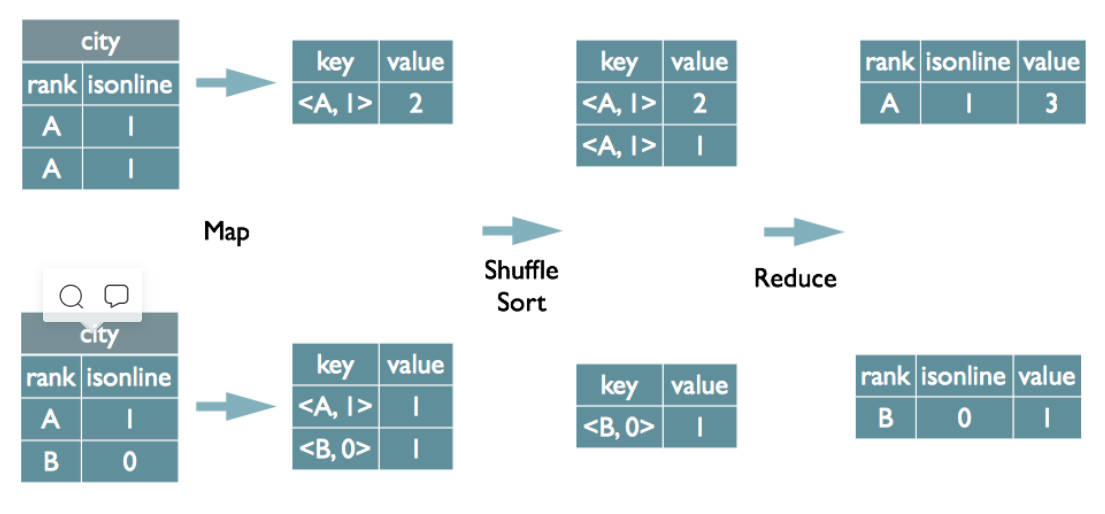 city
rank isonline
A 1
A 1
key value
<A, 1> 2
key value
<A, 1> 2
<A, 1> 1
rank isonline value
A 1 3
Map
Shuffle
Sort
Reduce
city
rank isonline
A 1
B 0
key value
<A, 1> 1
<B, 0> 1
key value
<B, 0> 1
rank isonline value
B 0 1